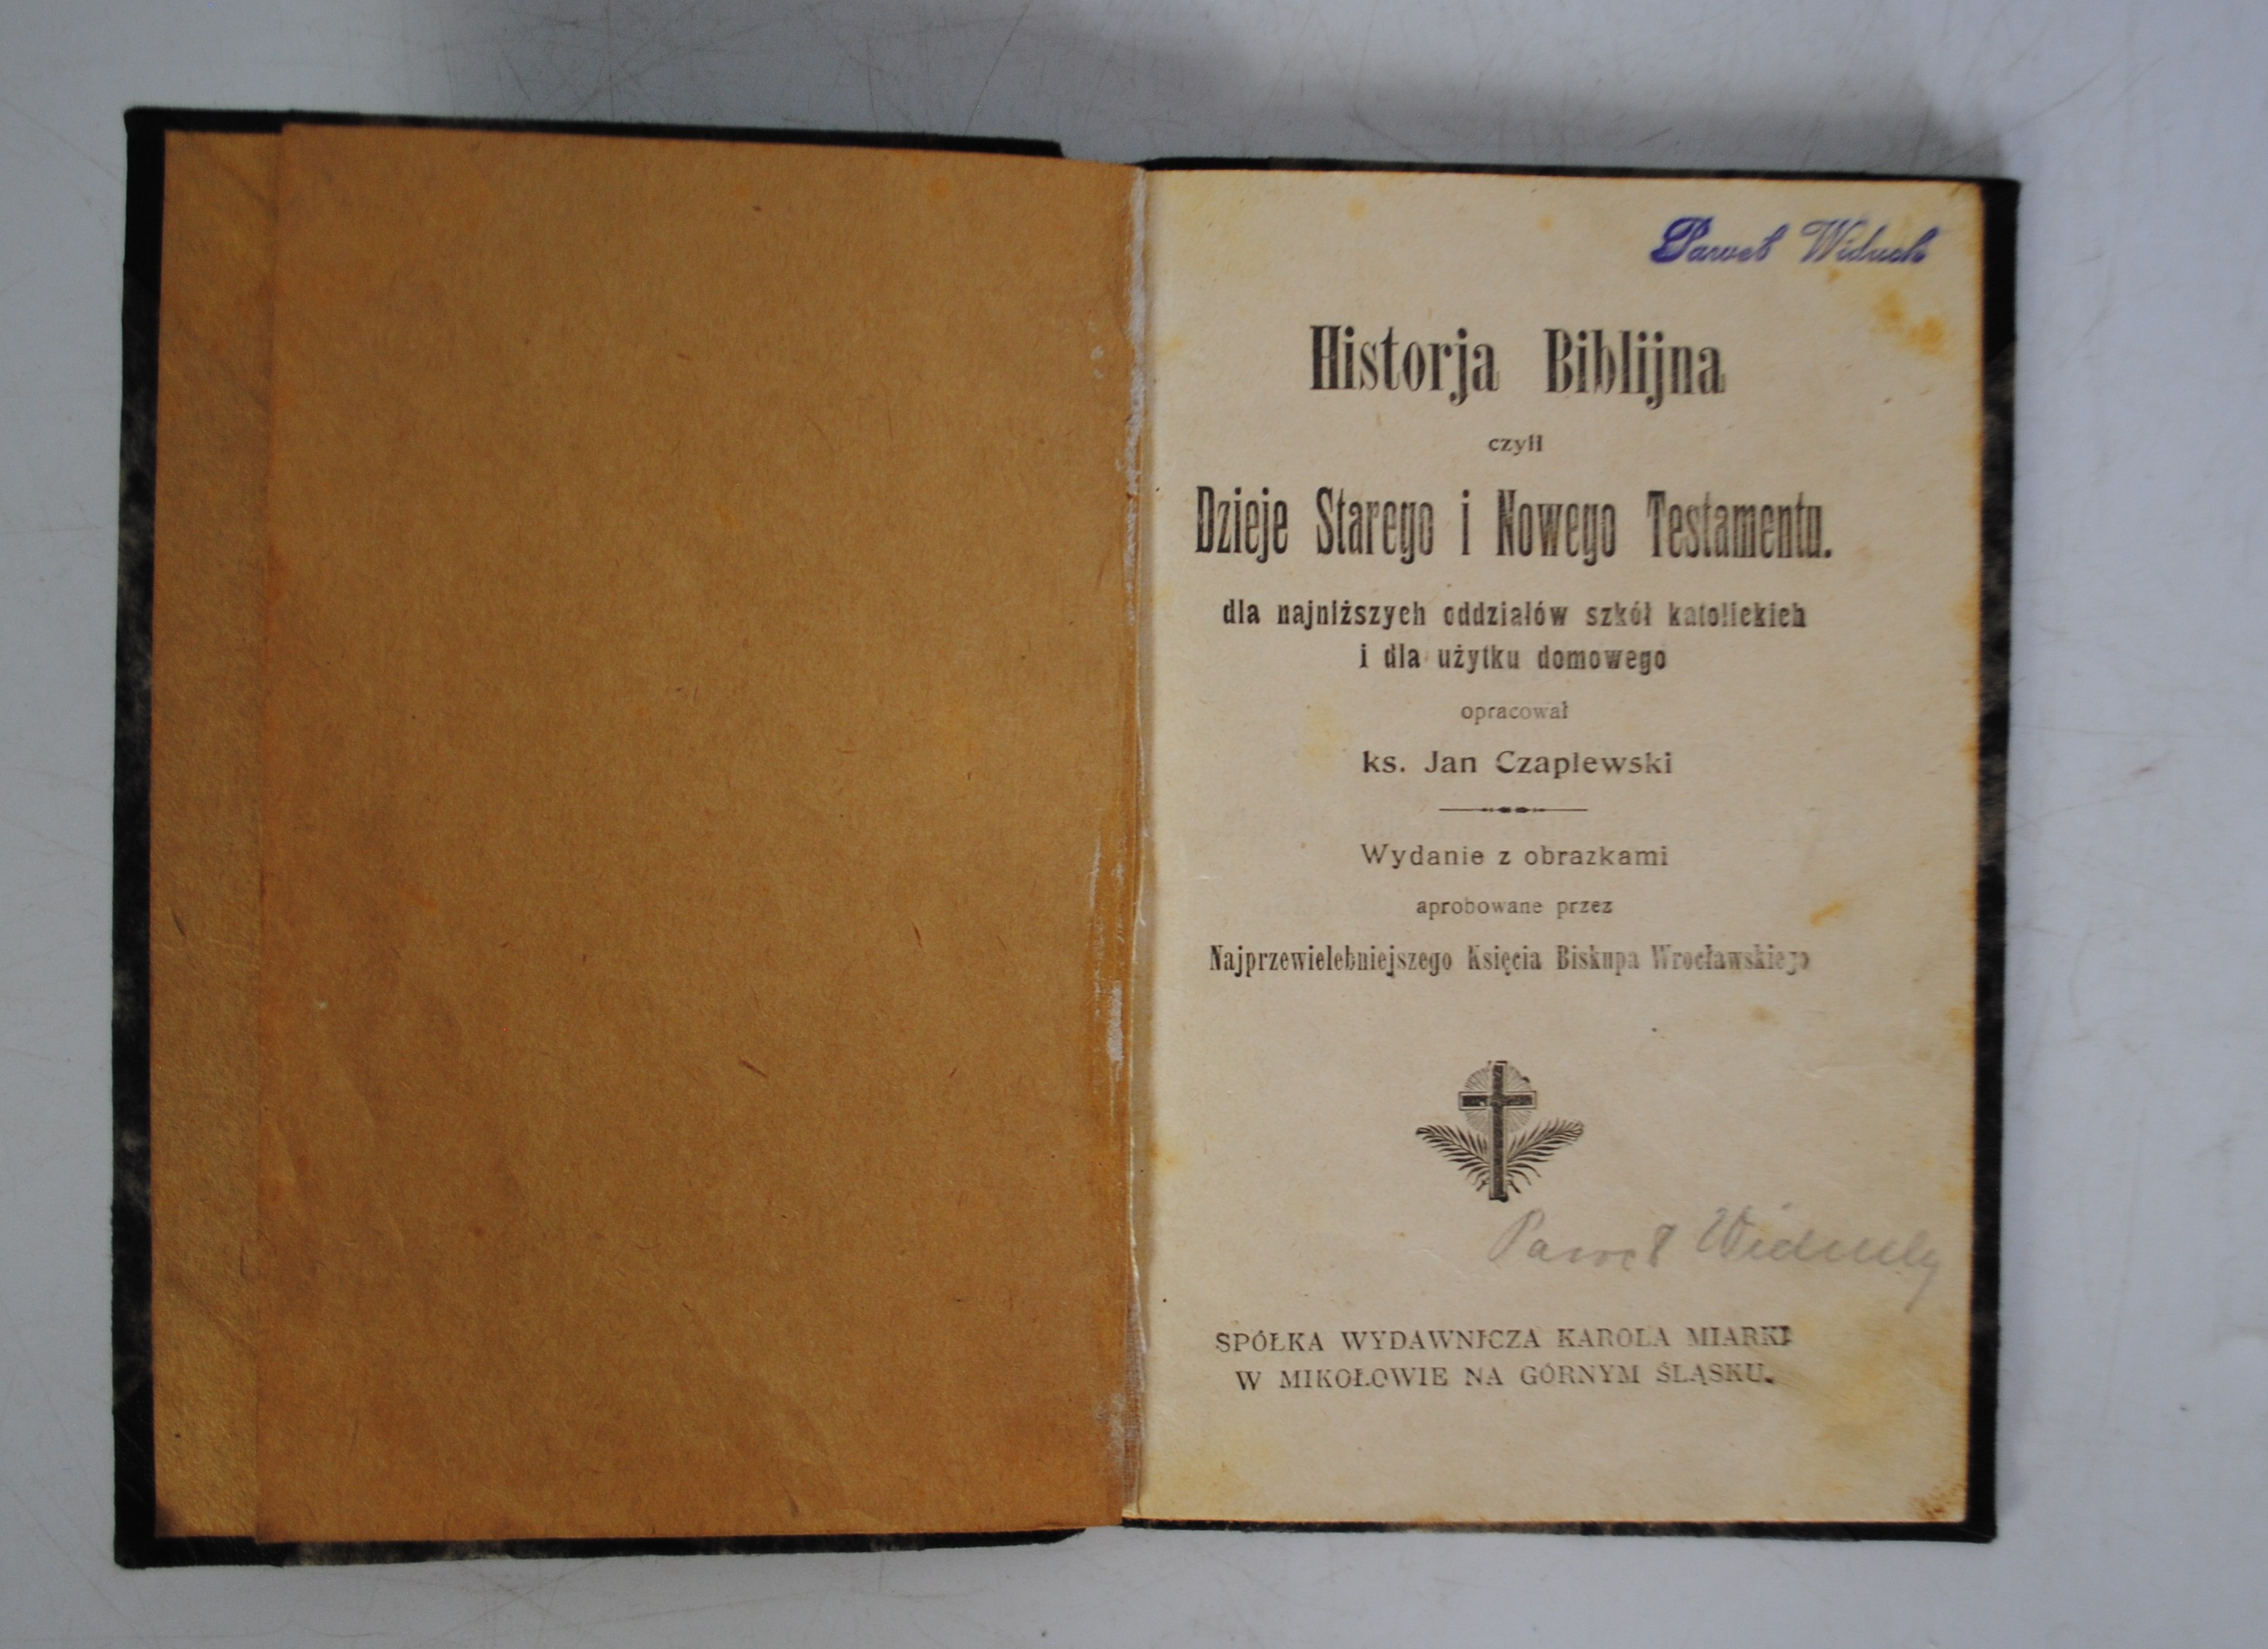 Paweł Widuch
Historja Biblijna
czyli
Dzieje Starego i Nowego Testamentu.
dla najniższych oddziałów szkół katolickich
i dla użytku domowego
opracował
ks. Jan Czaplewski
Wydanie z obrazkami
aprobowane przez
Najprzewielebniejszego Księcia Biskupa Wrocławskiego
Paweł Widuch
SPÓŁKA WYDAWNICZA KAROLA MIARKI
W MIKOŁOWIE NA GÓRNYM ŚLĄSKU.